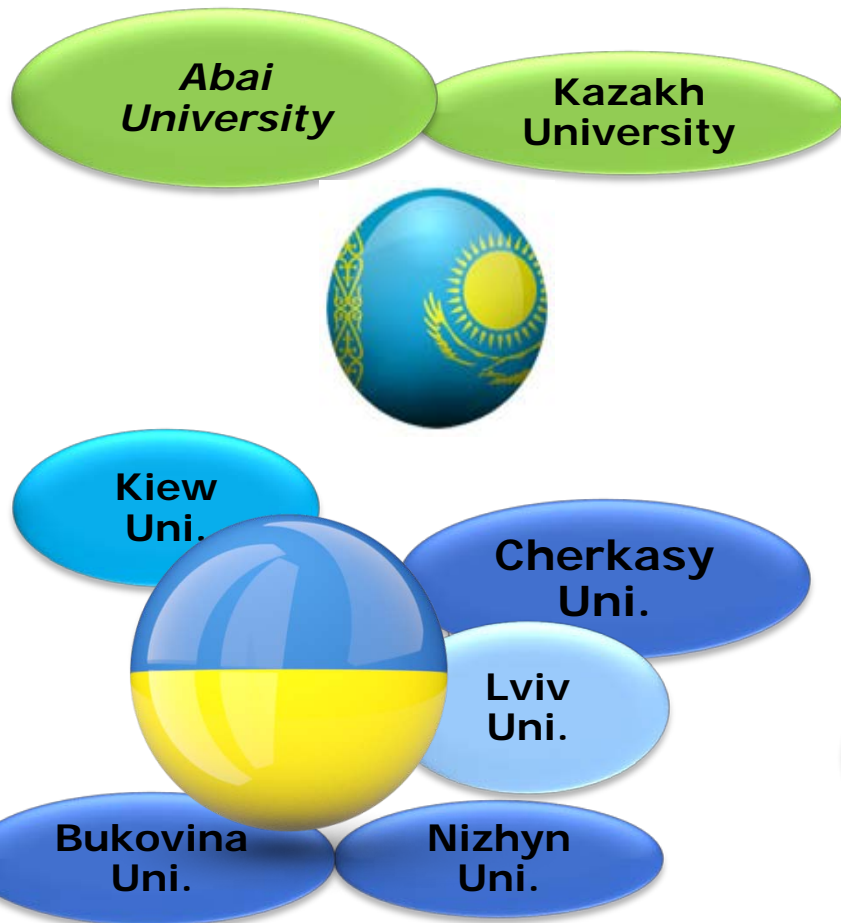 Abai
University
Kazakh
University
Kiew
Uni.
Cherkasy
Uni.
Lviv
Uni.
Bukovina
Uni.
Nizhyn
Uni.